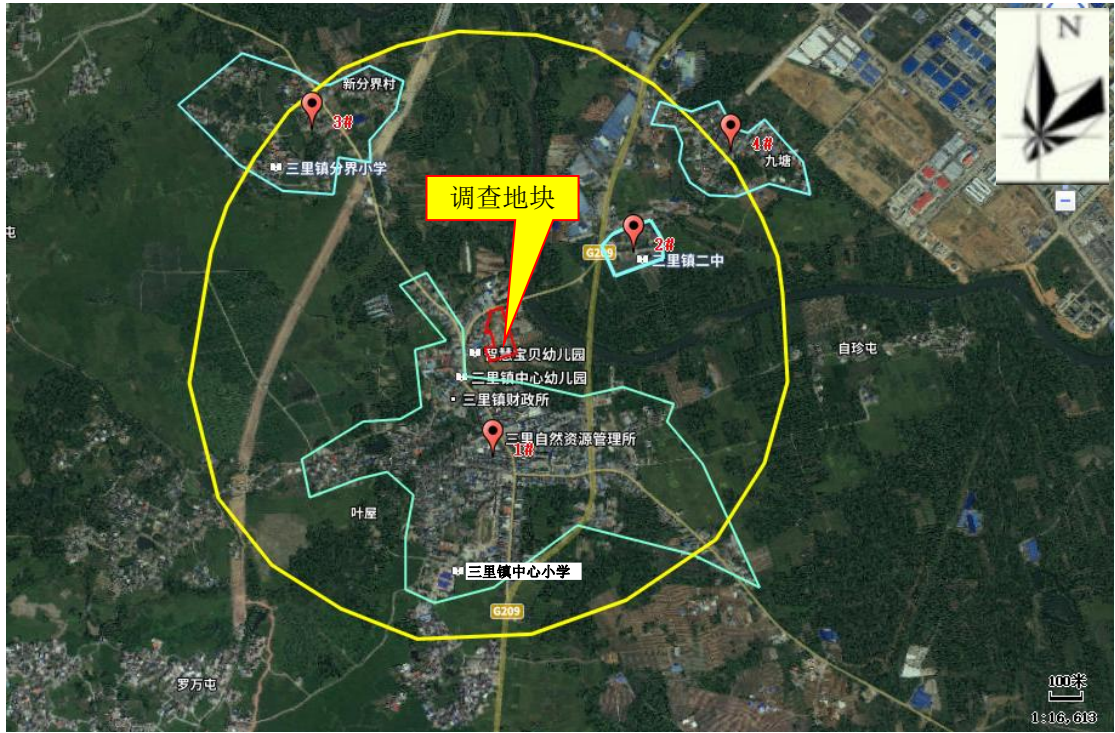 N
新分界村
3#
4#
九塘
三里镇分界小学
调查地块
屯
2#
G209
三里镇二中
自珍屯
智慧宝贝幼儿园
三里镇中心幼儿园
三里镇财政所
三里自然资源管理所
1#
叶屋
三里镇中心小学
G209
罗万屯
100米
1:16,613